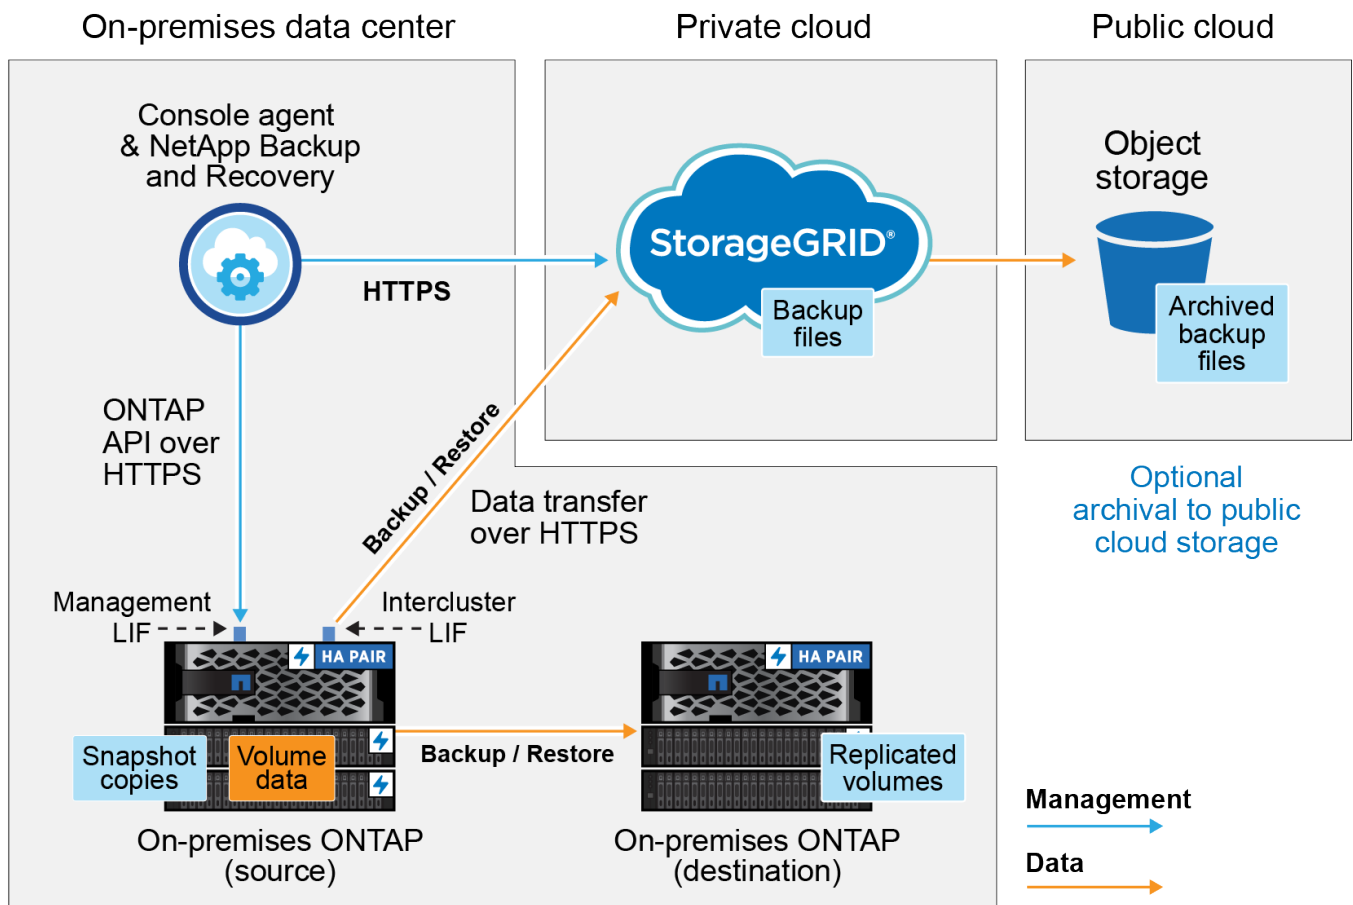 On-premises data center
Private cloud
Public cloud
Console agent
& NetApp Backup
and Recovery
HTTPS
StorageGRID®
Backup
files
Object
storage
Archived
backup
files
ONTAP
API over
HTTPS
Backup / Restore
Data transfer
over HTTPS
Optional
archival to public
cloud storage
Management
LIF
Intercluster
LIF
HA PAIR
HA PAIR
Snapshot
copies
Volume
data
Backup / Restore
Replicated
volumes
On-premises ONTAP
(source)
On-premises ONTAP
(destination)
Management
Data